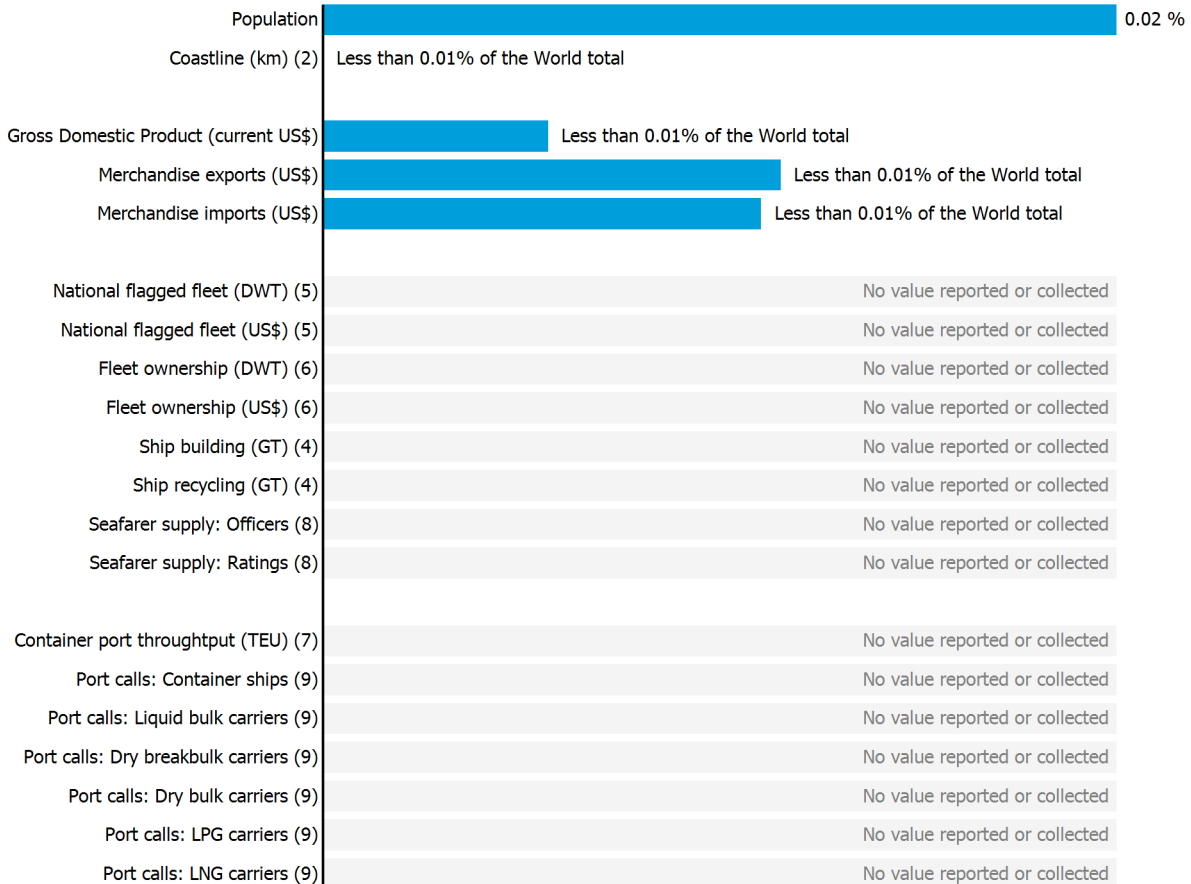 Population 0.02 %
Coastline (km) (2) Less than 0.01% of the World total
Gross Domestic Product (current US$) Less than 0.01% of the World total
Merchandise exports (US$) Less than 0.01% of the World total
Merchandise imports (US$) Less than 0.01% of the World total
National flagged fleet (DWT) (5) No value reported or collected
National flagged fleet (US$) (5) No value reported or collected
Fleet ownership (DWT) (6) No value reported or collected
Fleet ownership (US$) (6) No value reported or collected
Ship building (GT) (4) No value reported or collected
Ship recycling (GT) (4) No value reported or collected
Seafarer supply: Officers (8) No value reported or collected
Seafarer supply: Ratings (8) No value reported or collected
Container port throughtput (TEU) (7) No value reported or collected
Port calls: Container ships (9) No value reported or collected
Port calls: Liquid bulk carriers (9) No value reported or collected
Port calls: Dry breakbulk carriers (9) No value reported or collected
Port calls: Dry bulk carriers (9) No value reported or collected
Port calls: LPG carriers (9) No value reported or collected
Port calls: LNG carriers (9) No value reported or collected